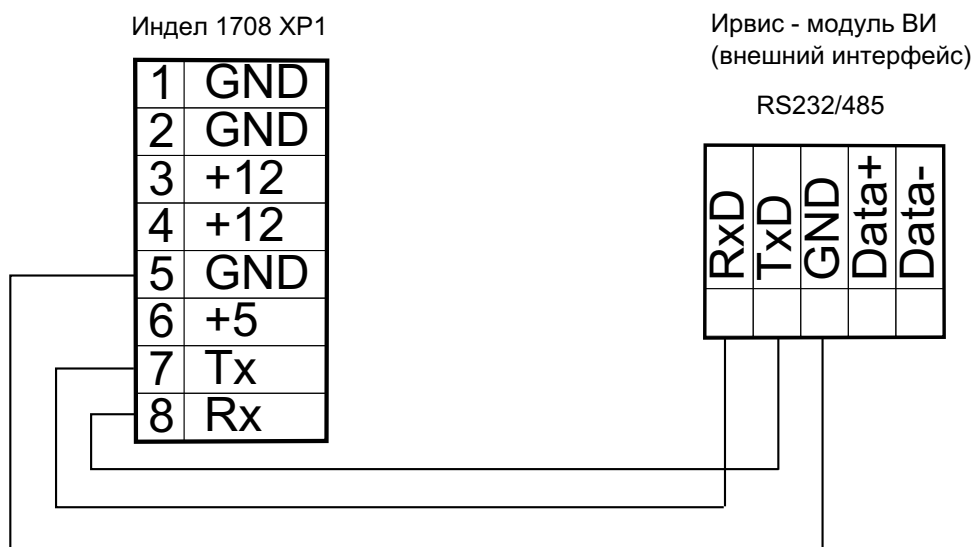 Индел 1708 XP1
1 GND
2 GND
3 +12
4 +12
5 GND
6 +5
7 Tx
8 Rx
Ирвис - модуль ВИ
(внешний интерфейс)
RS232/485
RxD
TxD
GND
Data+
Data-